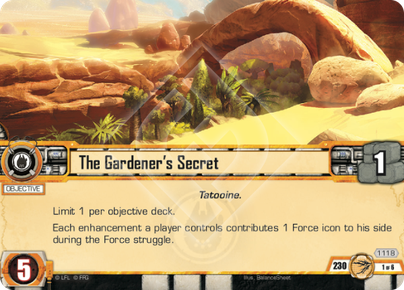 The Gardener's Secret
1
OBJECTIVE
Tatooine.
Limit 1 per objective deck.
Each enhancement a player controls contributes 1 Force icon to his side
during the Force struggle.
5
© LFL © FFG
230
1118
1 of 6